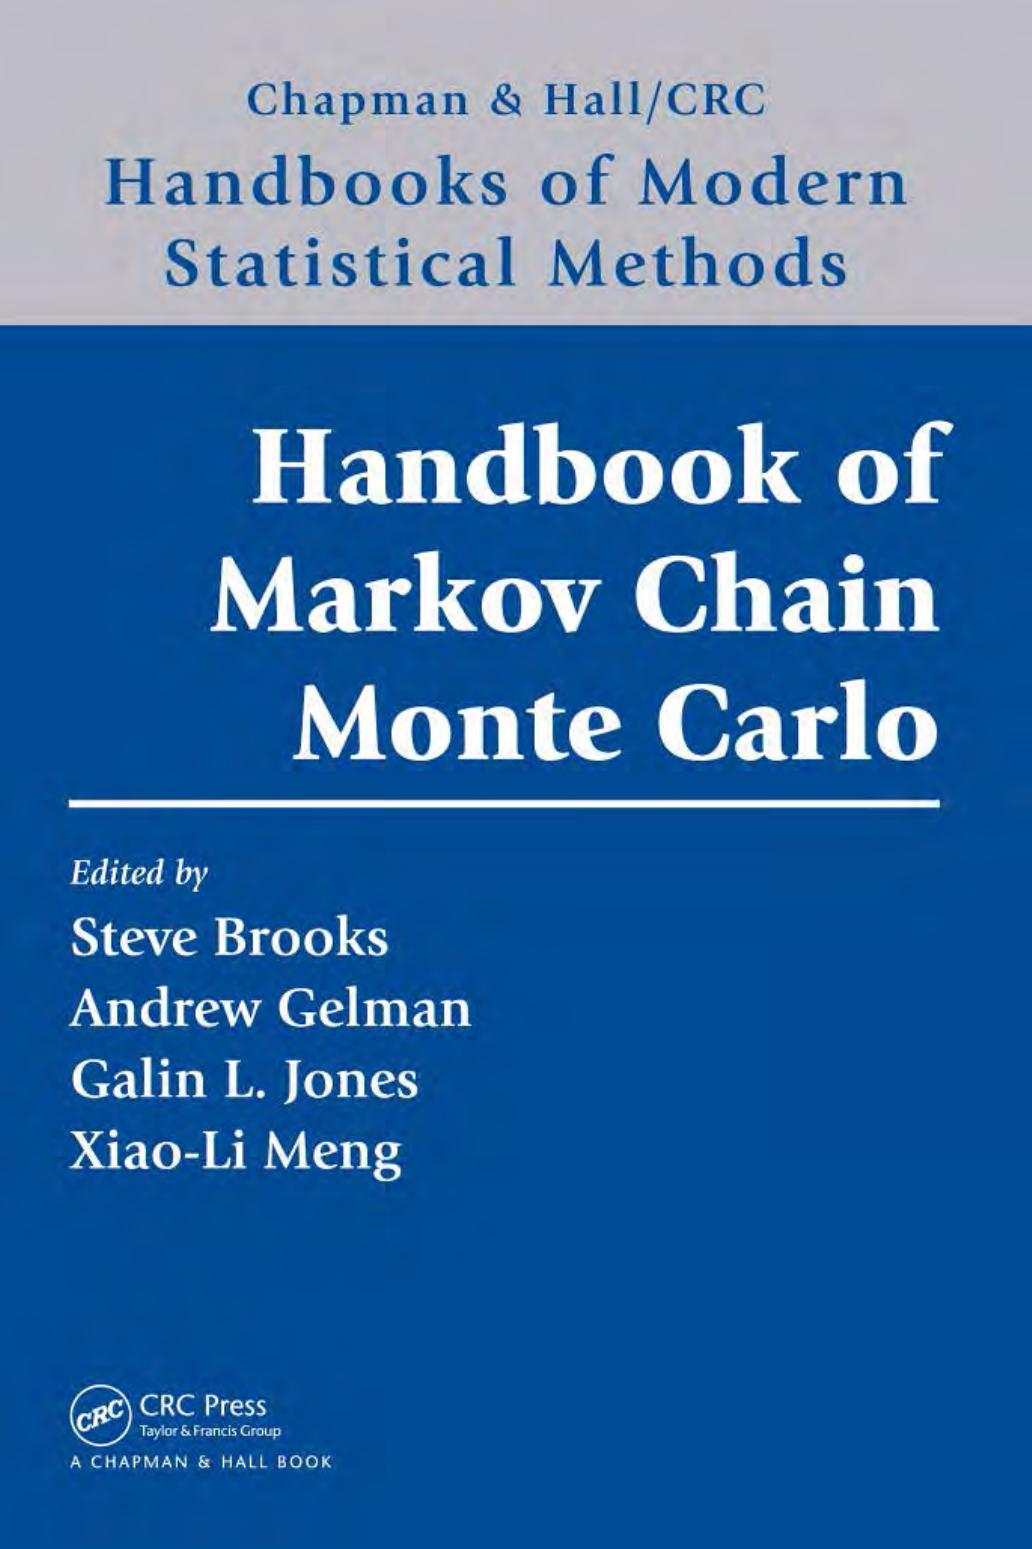 Chapman & Hall/CRC
Handbooks of Modern
Statistical Methods
Handbook of
Markov Chain
Monte Carlo
Edited by
Steve Brooks
Andrew Gelman
Galin L. Jones
Xiao-Li Meng
CRC
CRC Press
Taylor & Francis Group
A CHAPMAN & HALL BOOK